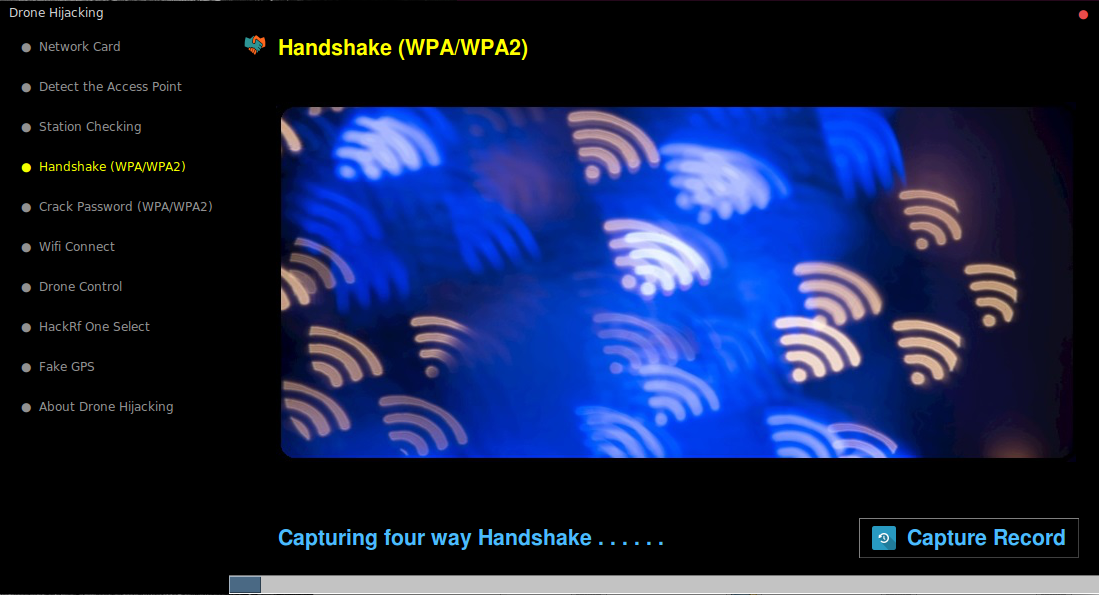 Drone Hijacking
Network Card
Detect the Access Point
Station Checking
Handshake (WPA/WPA2)
Crack Password (WPA/WPA2)
Wifi Connect
Drone Control
HackRf One Select
Fake GPS
About Drone Hijacking
Handshake (WPA/WPA2)
Capturing four way Handshake . . . . . .
Capture Record